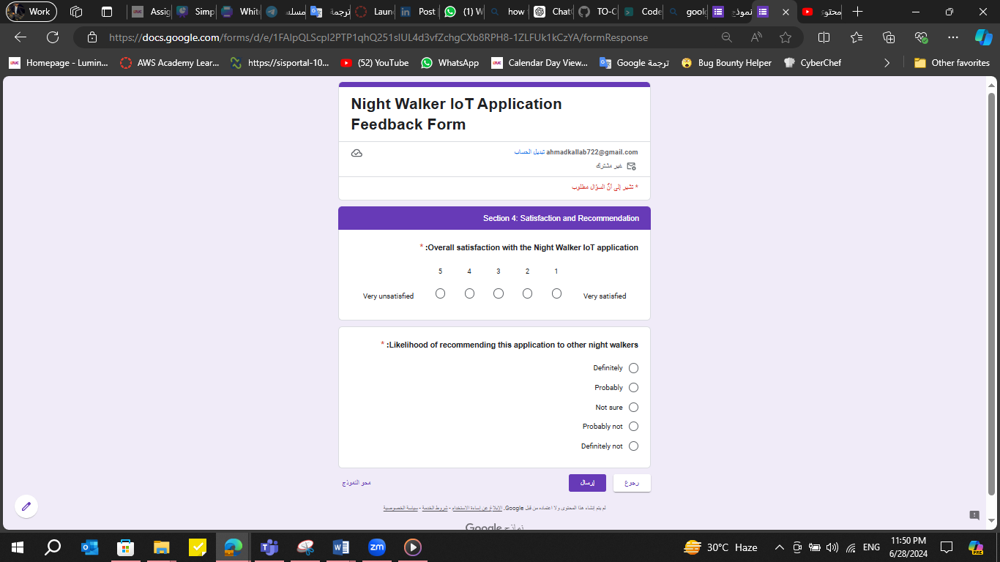 Work
Assig
Simp
White
مسله
ترجمة
Laun
Post
(1) W
how t
Chat
TO-C
Code
goog
نموذج
محتوى
https://docs.google.com/forms/d/e/1FAIpQLScpI2PTP1qhQ251sIUL4d3vfZchgCXb8RPH8-1ZLFUk1kCzYA/formResponse
Homepage - Lumin...
AWS Academy Lear...
https://sisportal-10...
(52) YouTube
WhatsApp
Calendar Day View...
Google ترجمة
Bug Bounty Helper
CyberChef
Other favorites
Night Walker IoT Application
Feedback Form
ahmadkallab722@gmail.com تبديل الحساب
غير مشترك
* تشير إلى أنّ السؤال مطلوب
Section 4: Satisfaction and Recommendation
* :Overall satisfaction with the Night Walker IoT application
5 4 3 2 1
Very unsatisfied
Very satisfied
* :Likelihood of recommending this application to other night walkers
Definitely
Probably
Not sure
Probably not
Definitely not
رجوع
إرسال
محو النموذج
لم يتم إنشاء هذا المحتوى ولا اعتماده من قبل Google. الإبلاغ عن إساءة الاستخدام - شروط الخدمة - سياسة الخصوصية
نماذج Google
30°C Haze
ENG
11:50 PM
6/28/2024